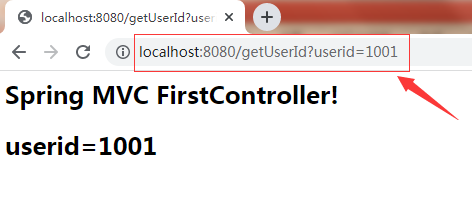 localhost:8080/getUserId?user
localhost:8080/getUserId?userid=1001
Spring MVC FirstController!
userid=1001